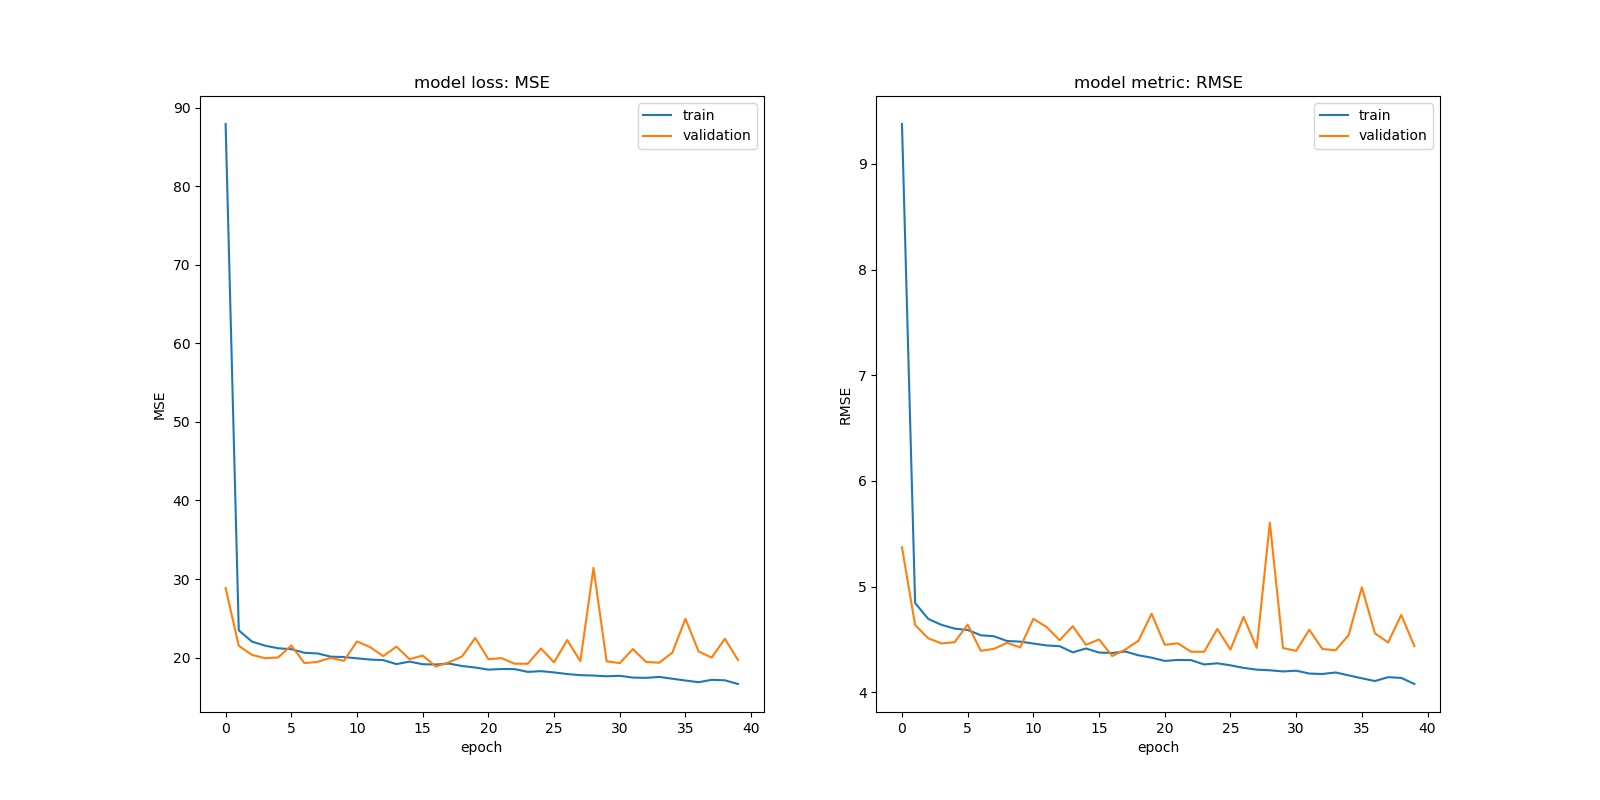 model loss: MSE
train
validation
90
80
70
60
50
40
30
20
MSE
0 5 10 15 20 25 30 35 40
epoch
model metric: RMSE
train
validation
9
8
7
6
5
4
RMSE
0 5 10 15 20 25 30 35 40
epoch